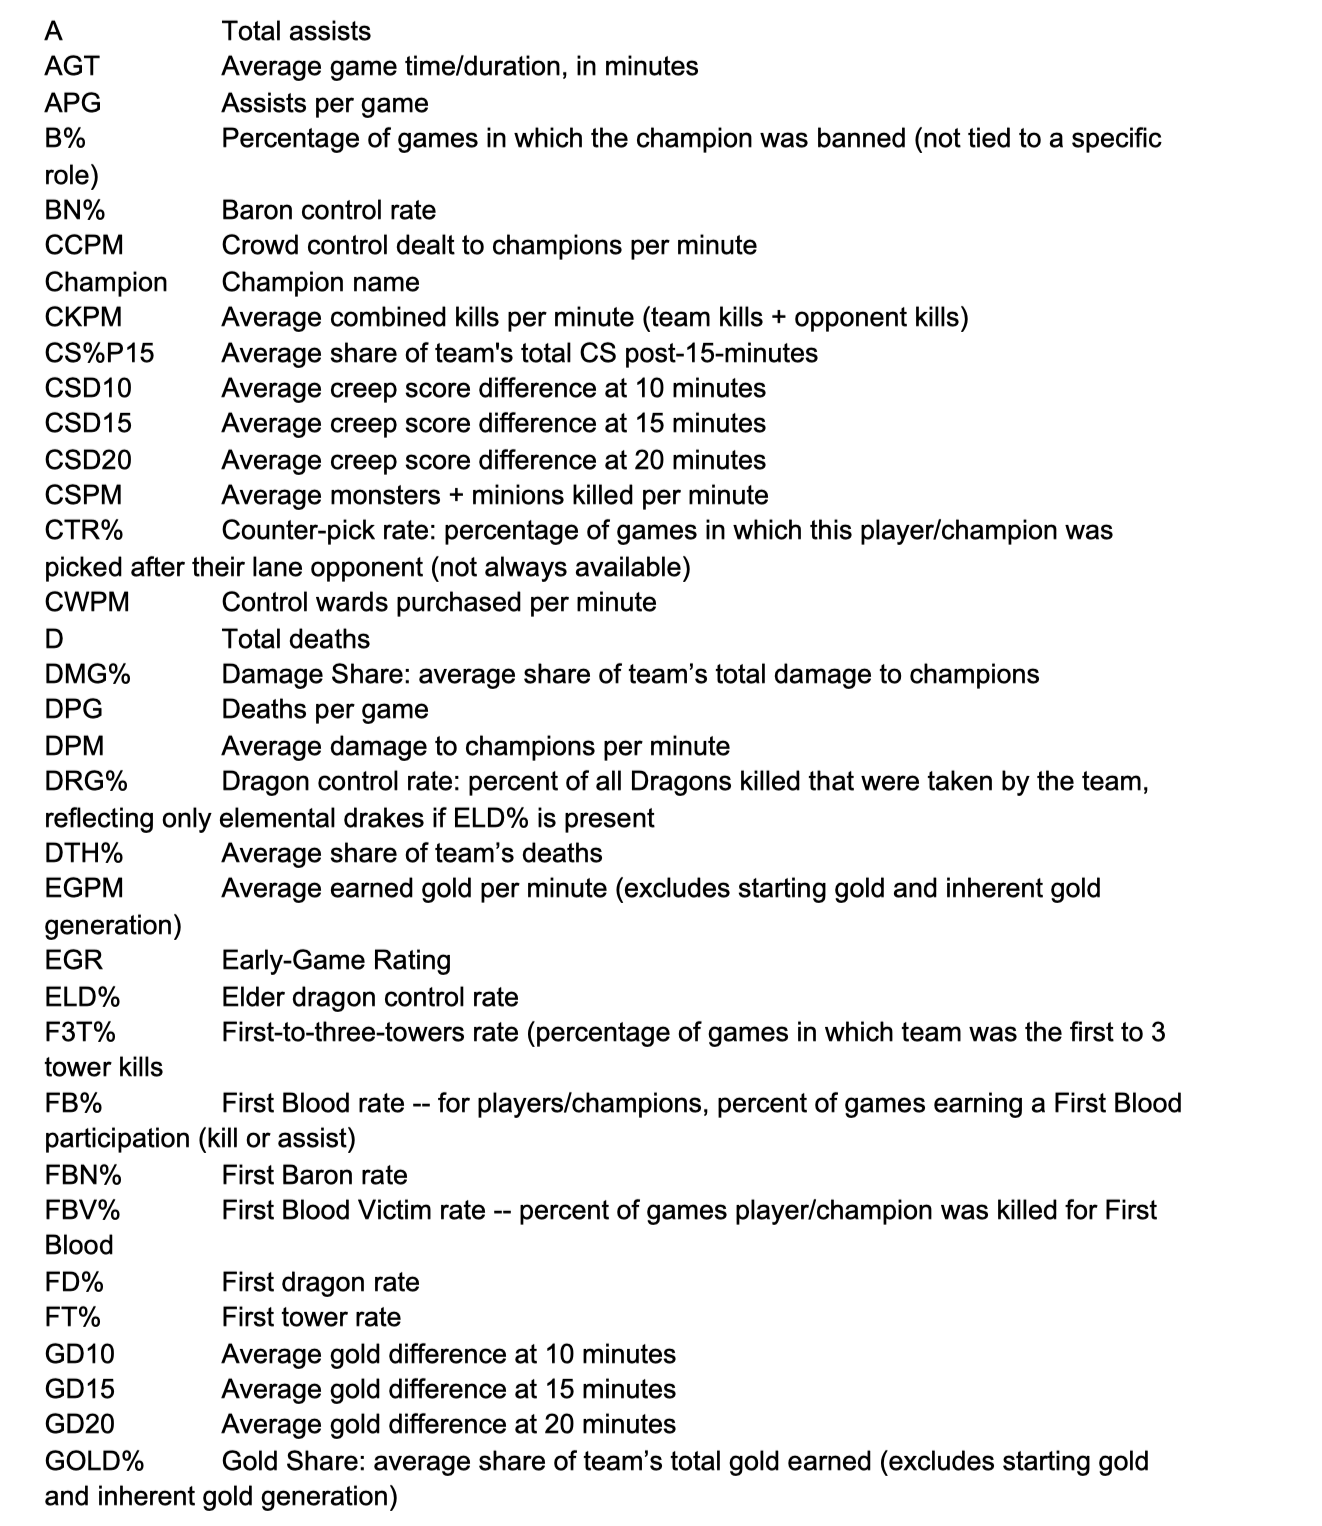 A Total assists
AGT Average game time/duration, in minutes
APG Assists per game
B% Percentage of games in which the champion was banned (not tied to a specific
role)
BN% Baron control rate
CCPM Crowd control dealt to champions per minute
Champion Champion name
CKPM Average combined kills per minute (team kills + opponent kills)
CS%P15 Average share of team's total CS post-15-minutes
CSD10 Average creep score difference at 10 minutes
CSD15 Average creep score difference at 15 minutes
CSD20 Average creep score difference at 20 minutes
CSPM Average monsters + minions killed per minute
CTR% Counter-pick rate: percentage of games in which this player/champion was
picked after their lane opponent (not always available)
CWPM Control wards purchased per minute
D Total deaths
DMG% Damage Share: average share of team’s total damage to champions
DPG Deaths per game
DPM Average damage to champions per minute
DRG% Dragon control rate: percent of all Dragons killed that were taken by the team,
reflecting only elemental drakes if ELD% is present
DTH% Average share of team’s deaths
EGPM Average earned gold per minute (excludes starting gold and inherent gold
generation)
EGR Early-Game Rating
ELD% Elder dragon control rate
F3T% First-to-three-towers rate (percentage of games in which team was the first to 3
tower kills
FB% First Blood rate -- for players/champions, percent of games earning a First Blood
participation (kill or assist)
FBN% First Baron rate
FBV% First Blood Victim rate -- percent of games player/champion was killed for First
Blood
FD% First dragon rate
FT% First tower rate
GD10 Average gold difference at 10 minutes
GD15 Average gold difference at 15 minutes
GD20 Average gold difference at 20 minutes
GOLD% Gold Share: average share of team’s total gold earned (excludes starting gold
and inherent gold generation)